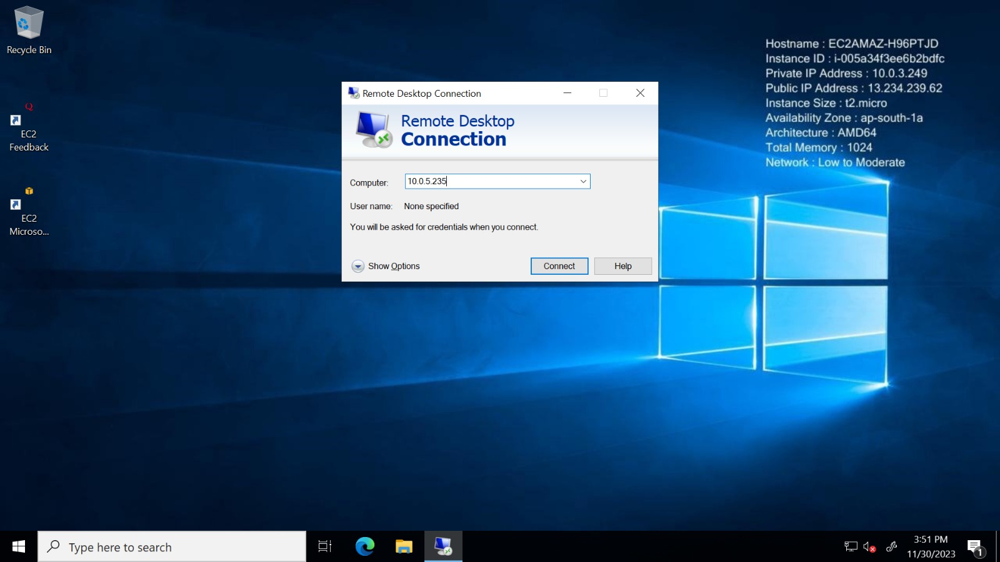 Recycle Bin
Q
EC2
Feedback
EC2
Microso...
Hostname : EC2AMAZ-H96PTJD
Instance ID : i-005a34f3ee6b2bdfc
Private IP Address : 10.0.3.249
Public IP Address : 13.234.239.62
Instance Size : t2.micro
Availability Zone : ap-south-1a
Architecture : AMD64
Total Memory : 1024
Network : Low to Moderate
Remote Desktop Connection
Remote Desktop
Connection
Computer: 10.0.5.235
User name: None specified
You will be asked for credentials when you connect.
Show Options Connect Help
Type here to search
3:51 PM
11/30/2023
1